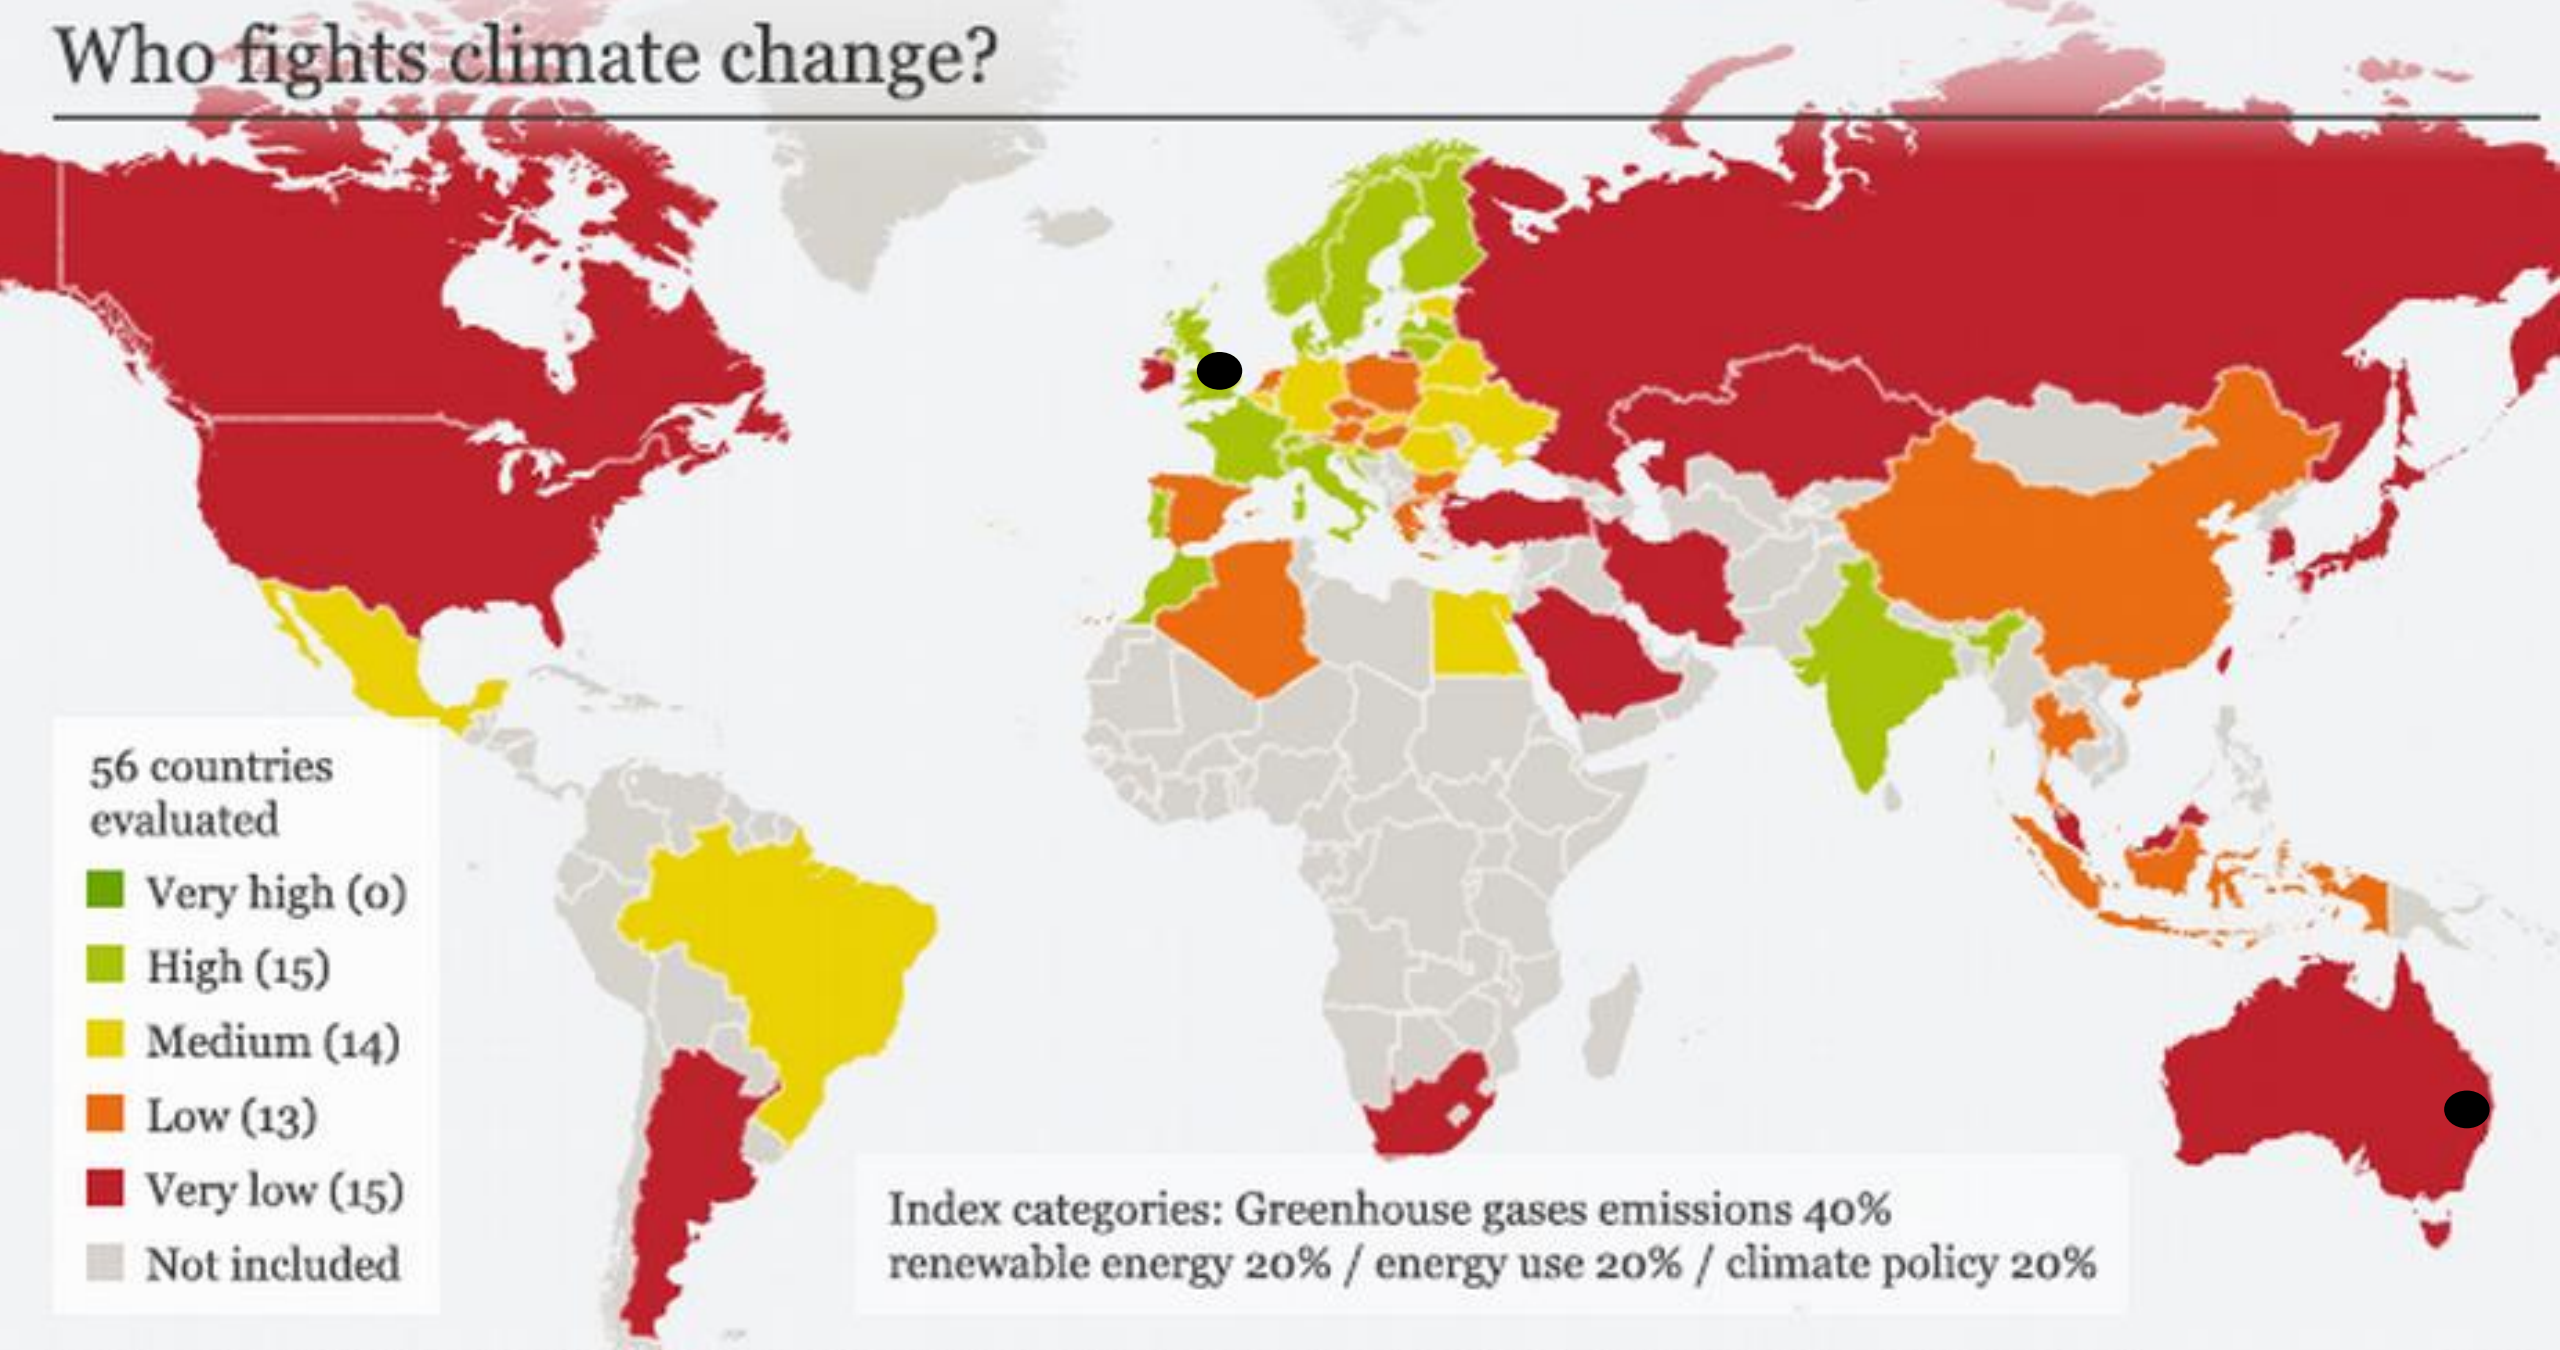 Who fights climate change?
56 countries
evaluated
Very high (0)
High (15)
Medium (14)
Low (13)
Very low (15)
Not included
Index categories: Greenhouse gases emissions 40%
renewable energy 20% / energy use 20% / climate policy 20%